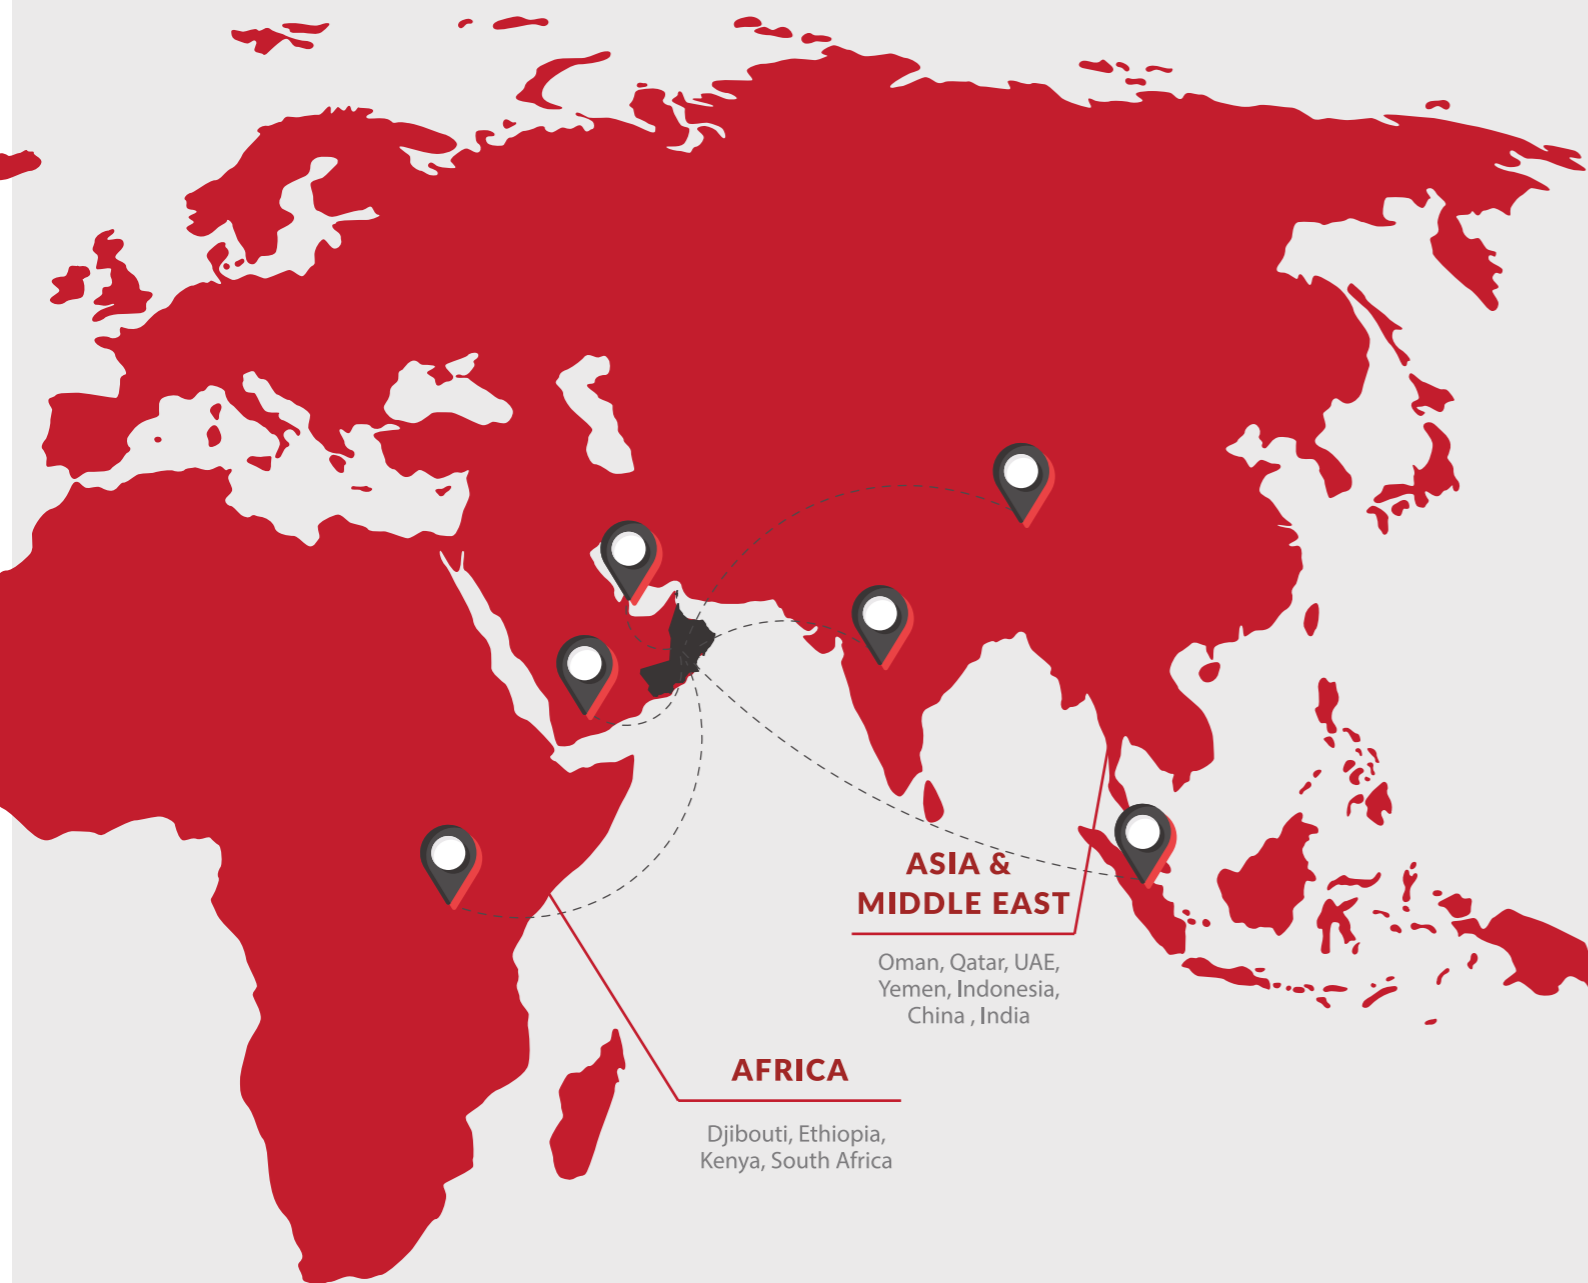 ASIA &
MIDDLE EAST
Oman, Qatar, UAE,
Yemen, Indonesia,
China , India
AFRICA
Djibouti, Ethiopia,
Kenya, South Africa